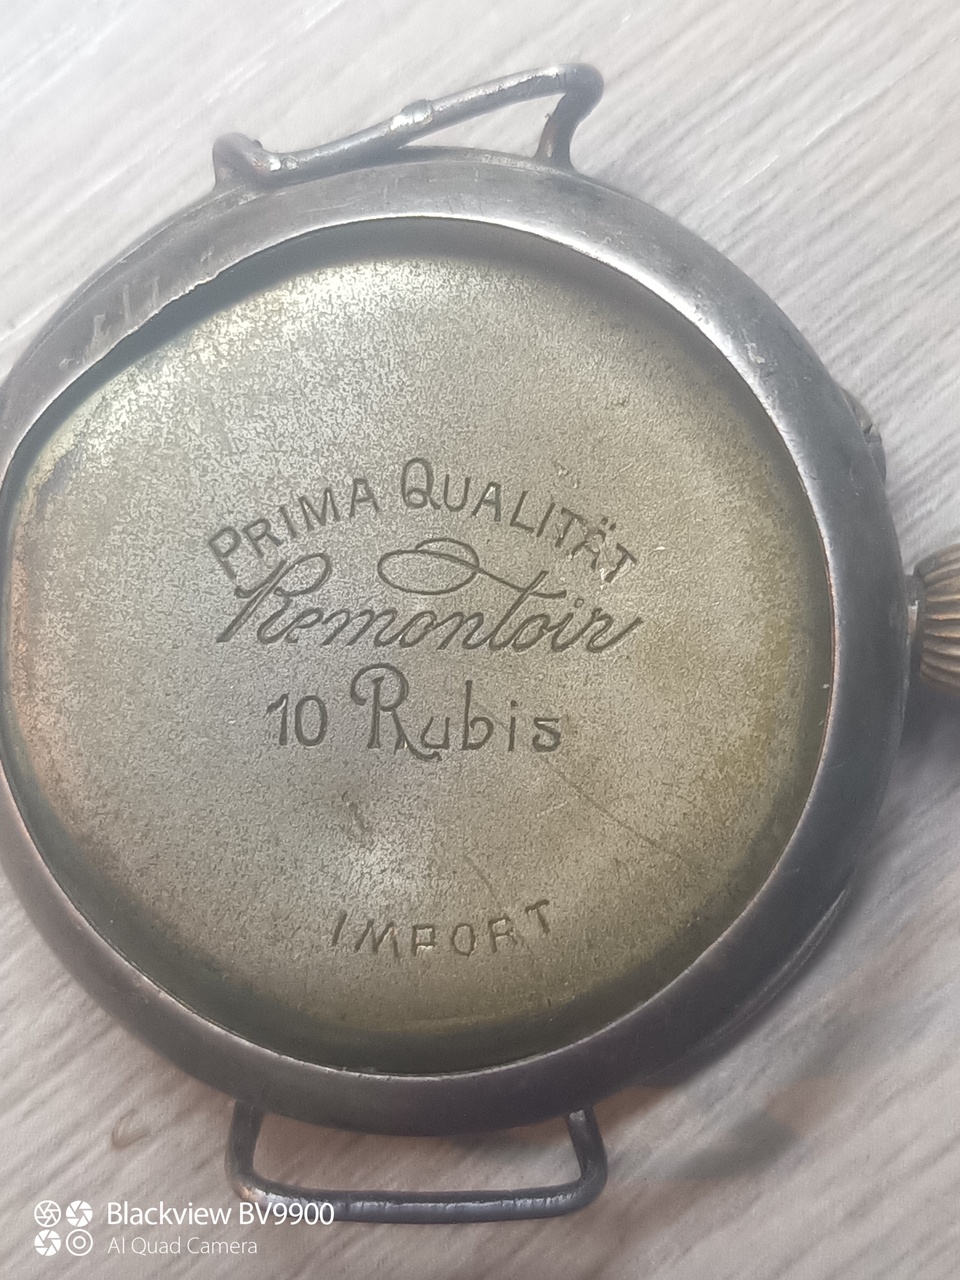 PRIMA QUALITÄT
Remontoir
10 Rubis
IMPORT
Blackview BV9900
AI Quad Camera